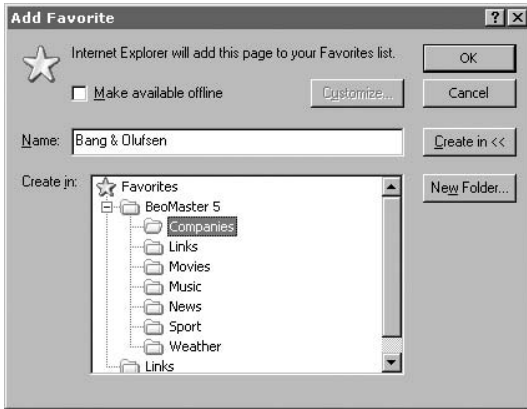 Add Favorite
Internet Explorer will add this page to your Favorites list.
OK
Make available offline
Customize...
Cancel
Name: Bang & Olufsen
Create in <<
Create in:
Favorites
New Folder...
BeoMaster 5
Companies
Links
Movies
Music
News
Sport
Weather
Links